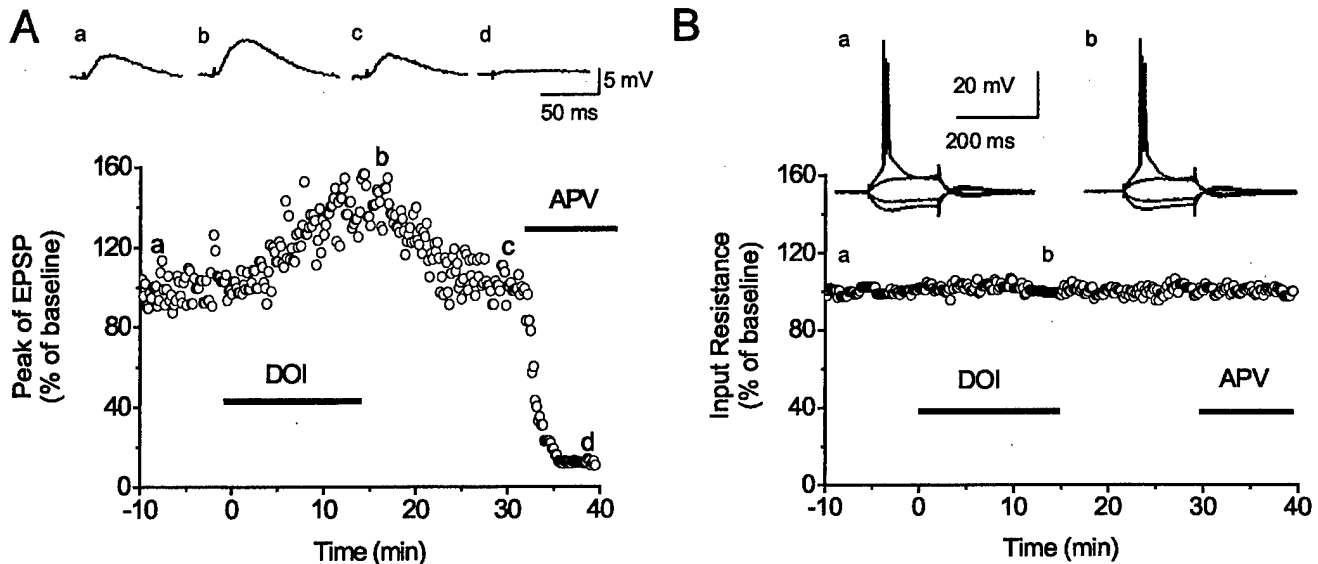 A
a b c d
5 mV
50 ms
160
120
80
40
0
Peak of EPSP
(% of baseline)
a
b
c
d
DOI
APV
-10 0 10 20 30 40
Time (min)
B
a b
20 mV
200 ms
160
120
80
40
0
Input Resistance
(% of baseline)
a b
DOI
APV
-10 0 10 20 30 40
Time (min)